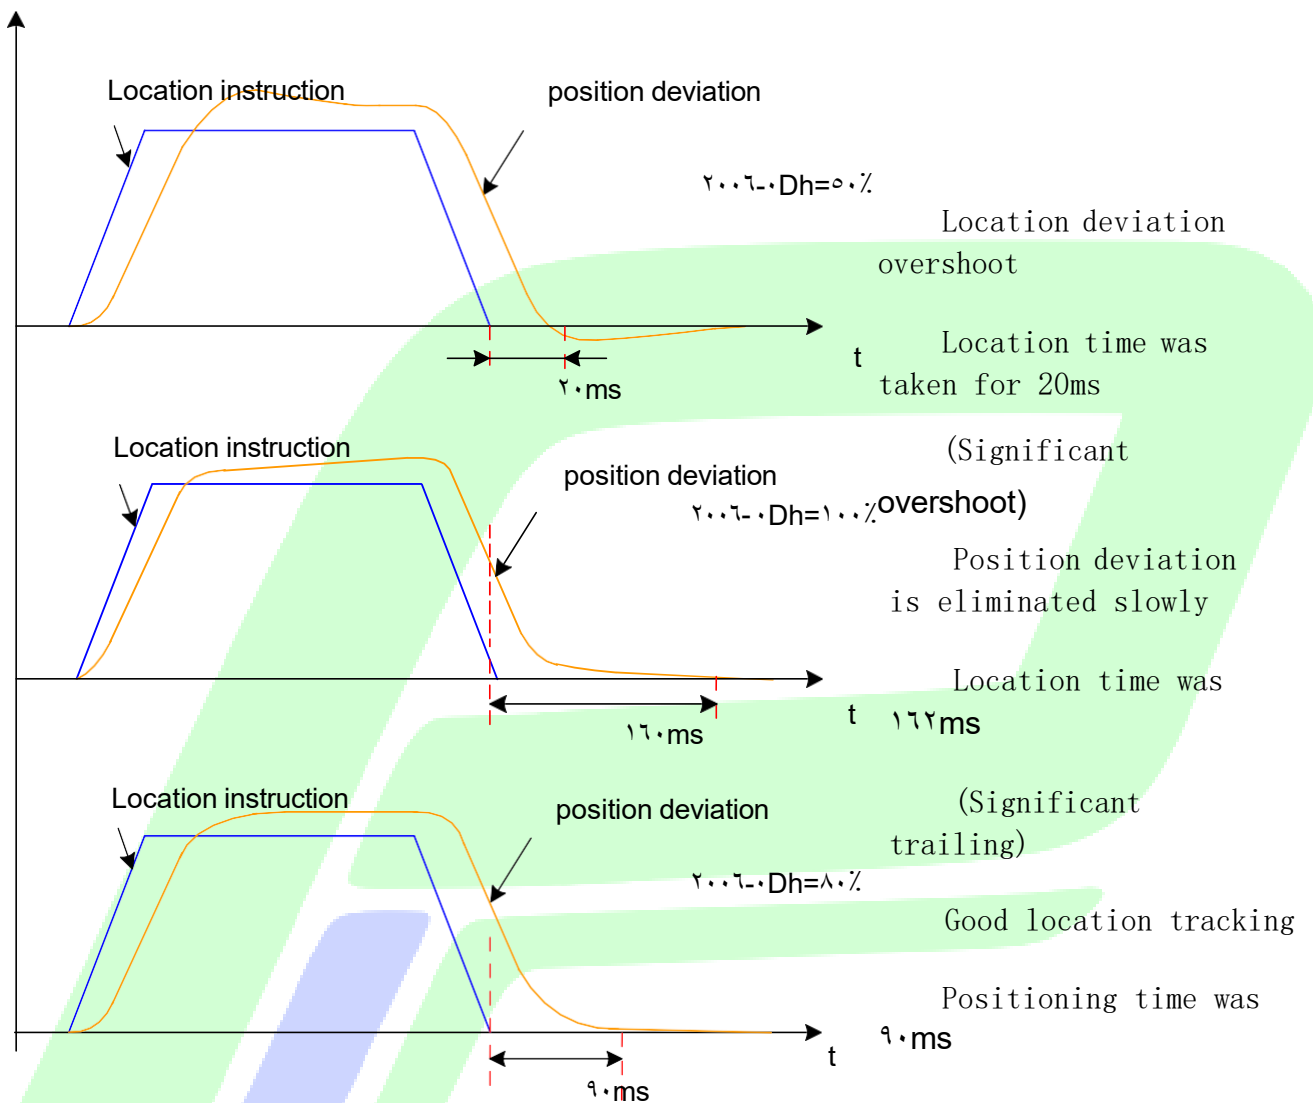 Location instruction
position deviation
٢٠٠٦-٠Dh=٥٠٪
Location deviation
overshoot
t
Location time was
taken for 20ms
٢٠ms
Location instruction
(Significant
position deviation
٢٠٠٦-٠Dh=١٠٠٪
overshoot)
Position deviation
is eliminated slowly
Location time was
t
١٦٢ms
١٦٠ms
Location instruction
position deviation
(Significant
trailing)
٢٠٠٦-٠Dh=٨٠٪
Good location tracking
Positioning time was
٩٠ms
t
٩٠ms